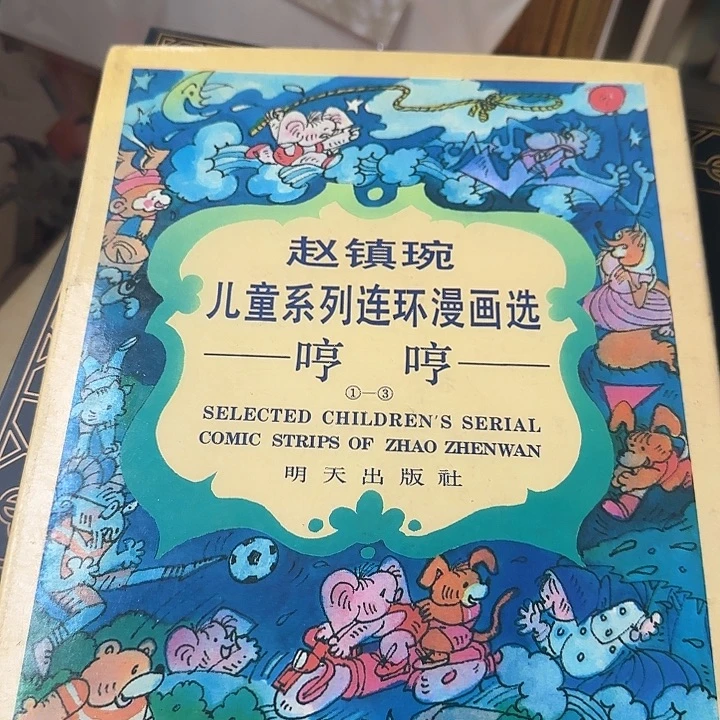 赵镇琬
儿童系列连环漫画选
——哼 哼——
①—③
SELECTED CHILDREN'S SERIAL
COMIC STRIPS OF ZHAO ZHENWAN
明天出版社